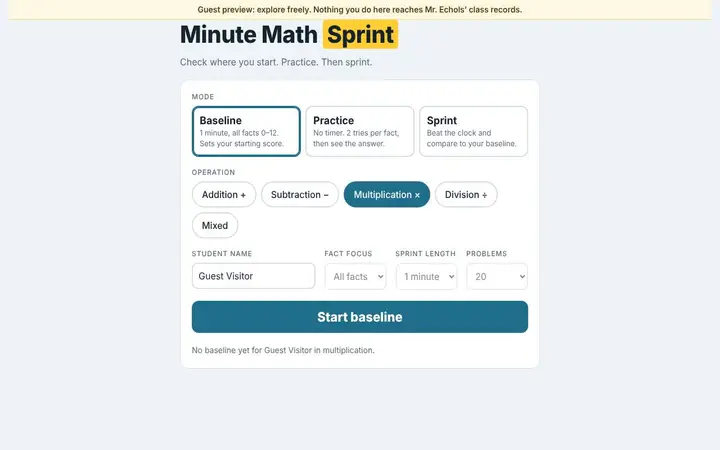 Guest preview: explore freely. Nothing you do here reaches Mr. Echols' class records.
Minute Math Sprint
Check where you start. Practice. Then sprint.
MODE
Baseline
1 minute, all facts 0–12.
Sets your starting score.
Practice
No timer. 2 tries per fact,
then see the answer.
Sprint
Beat the clock and
compare to your baseline.
OPERATION
Addition +
Subtraction −
Multiplication ×
Division ÷
Mixed
STUDENT NAME
Guest Visitor
FACT FOCUS
All facts
SPRINT LENGTH
1 minute
PROBLEMS
20
Start baseline
No baseline yet for Guest Visitor in multiplication.